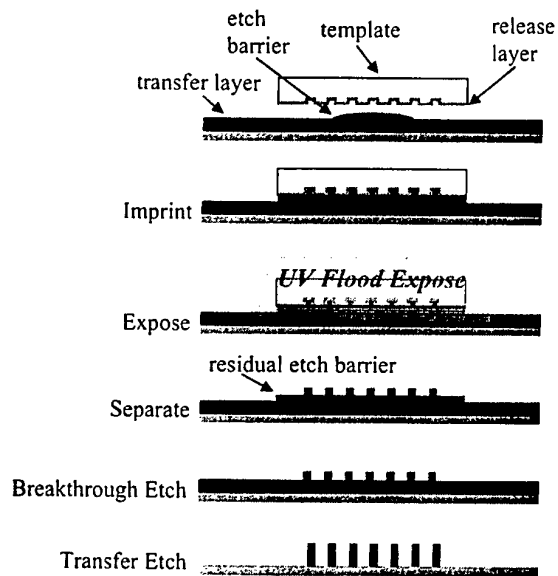 etch
barrier
template
release
layer
transfer layer
Imprint
UV Flood Expose
Expose
residual etch barrier
Separate
Breakthrough Etch
Transfer Etch